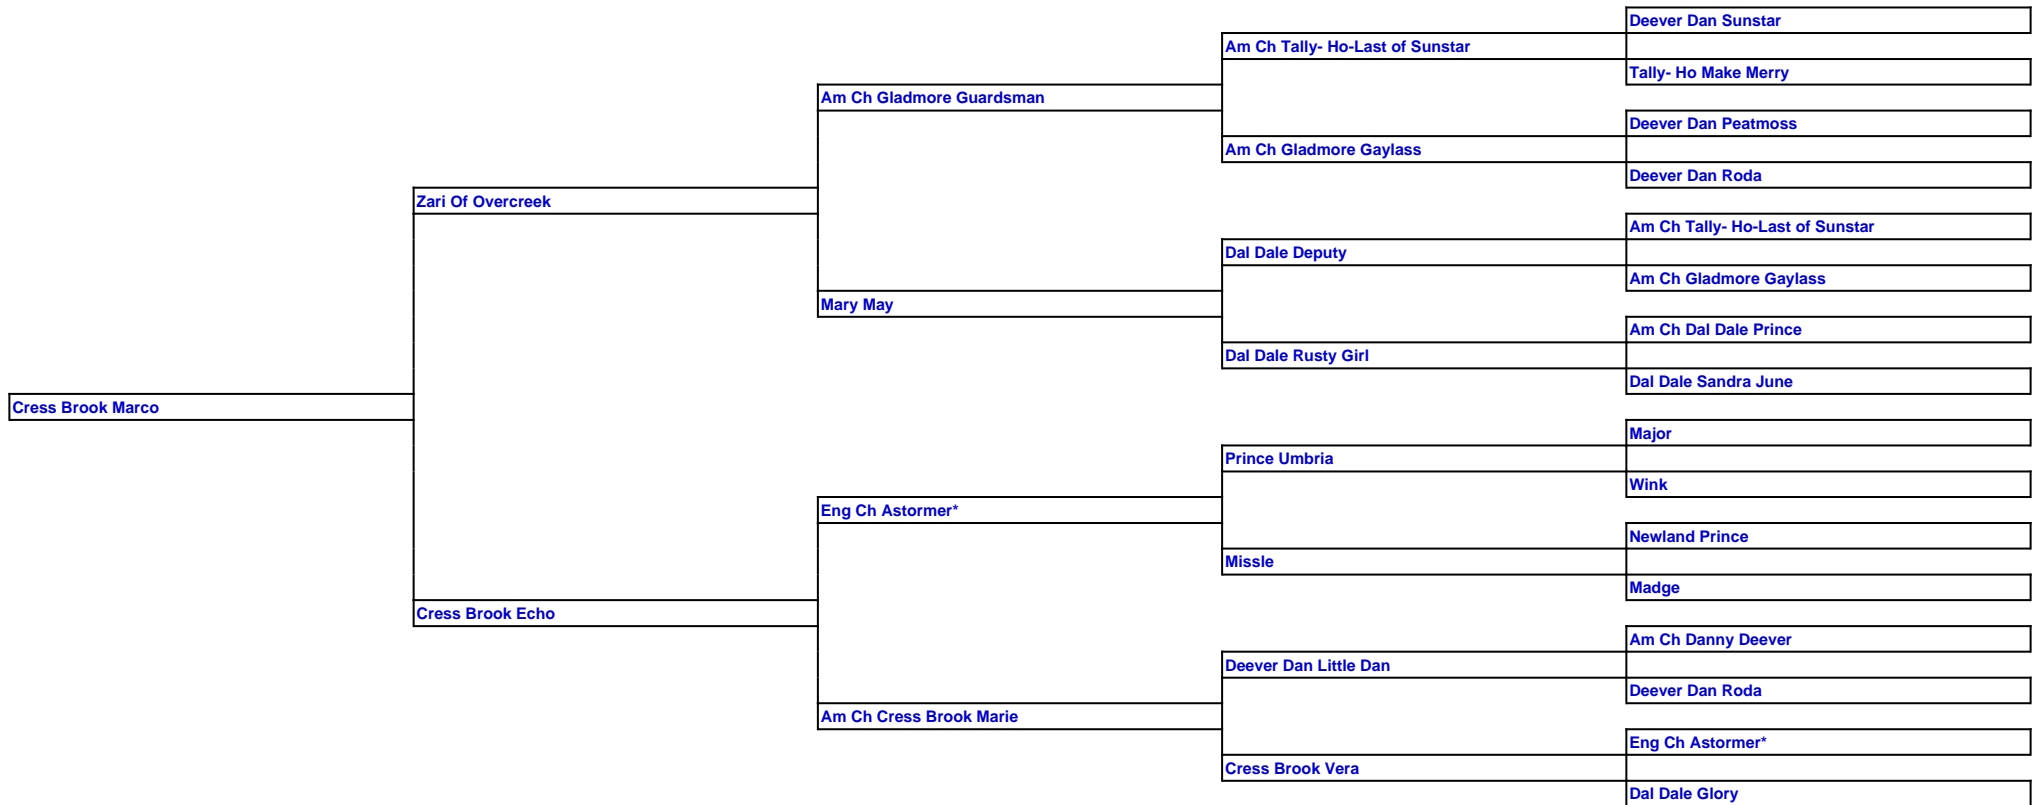 Deever Dan Sunstar
Am Ch Tally- Ho-Last of Sunstar
Tally- Ho Make Merry
Am Ch Gladmore Guardsman
Deever Dan Peatmoss
Am Ch Gladmore Gaylass
Deever Dan Roda
Zari Of Overcreek
Am Ch Tally- Ho-Last of Sunstar
Dal Dale Deputy
Am Ch Gladmore Gaylass
Mary May
Am Ch Dal Dale Prince
Dal Dale Rusty Girl
Dal Dale Sandra June
Cress Brook Marco
Major
Prince Umbria
Wink
Eng Ch Astormer*
Newland Prince
Missle
Madge
Cress Brook Echo
Am Ch Danny Deever
Deever Dan Little Dan
Deever Dan Roda
Am Ch Cress Brook Marie
Eng Ch Astormer*
Cress Brook Vera
Dal Dale Glory